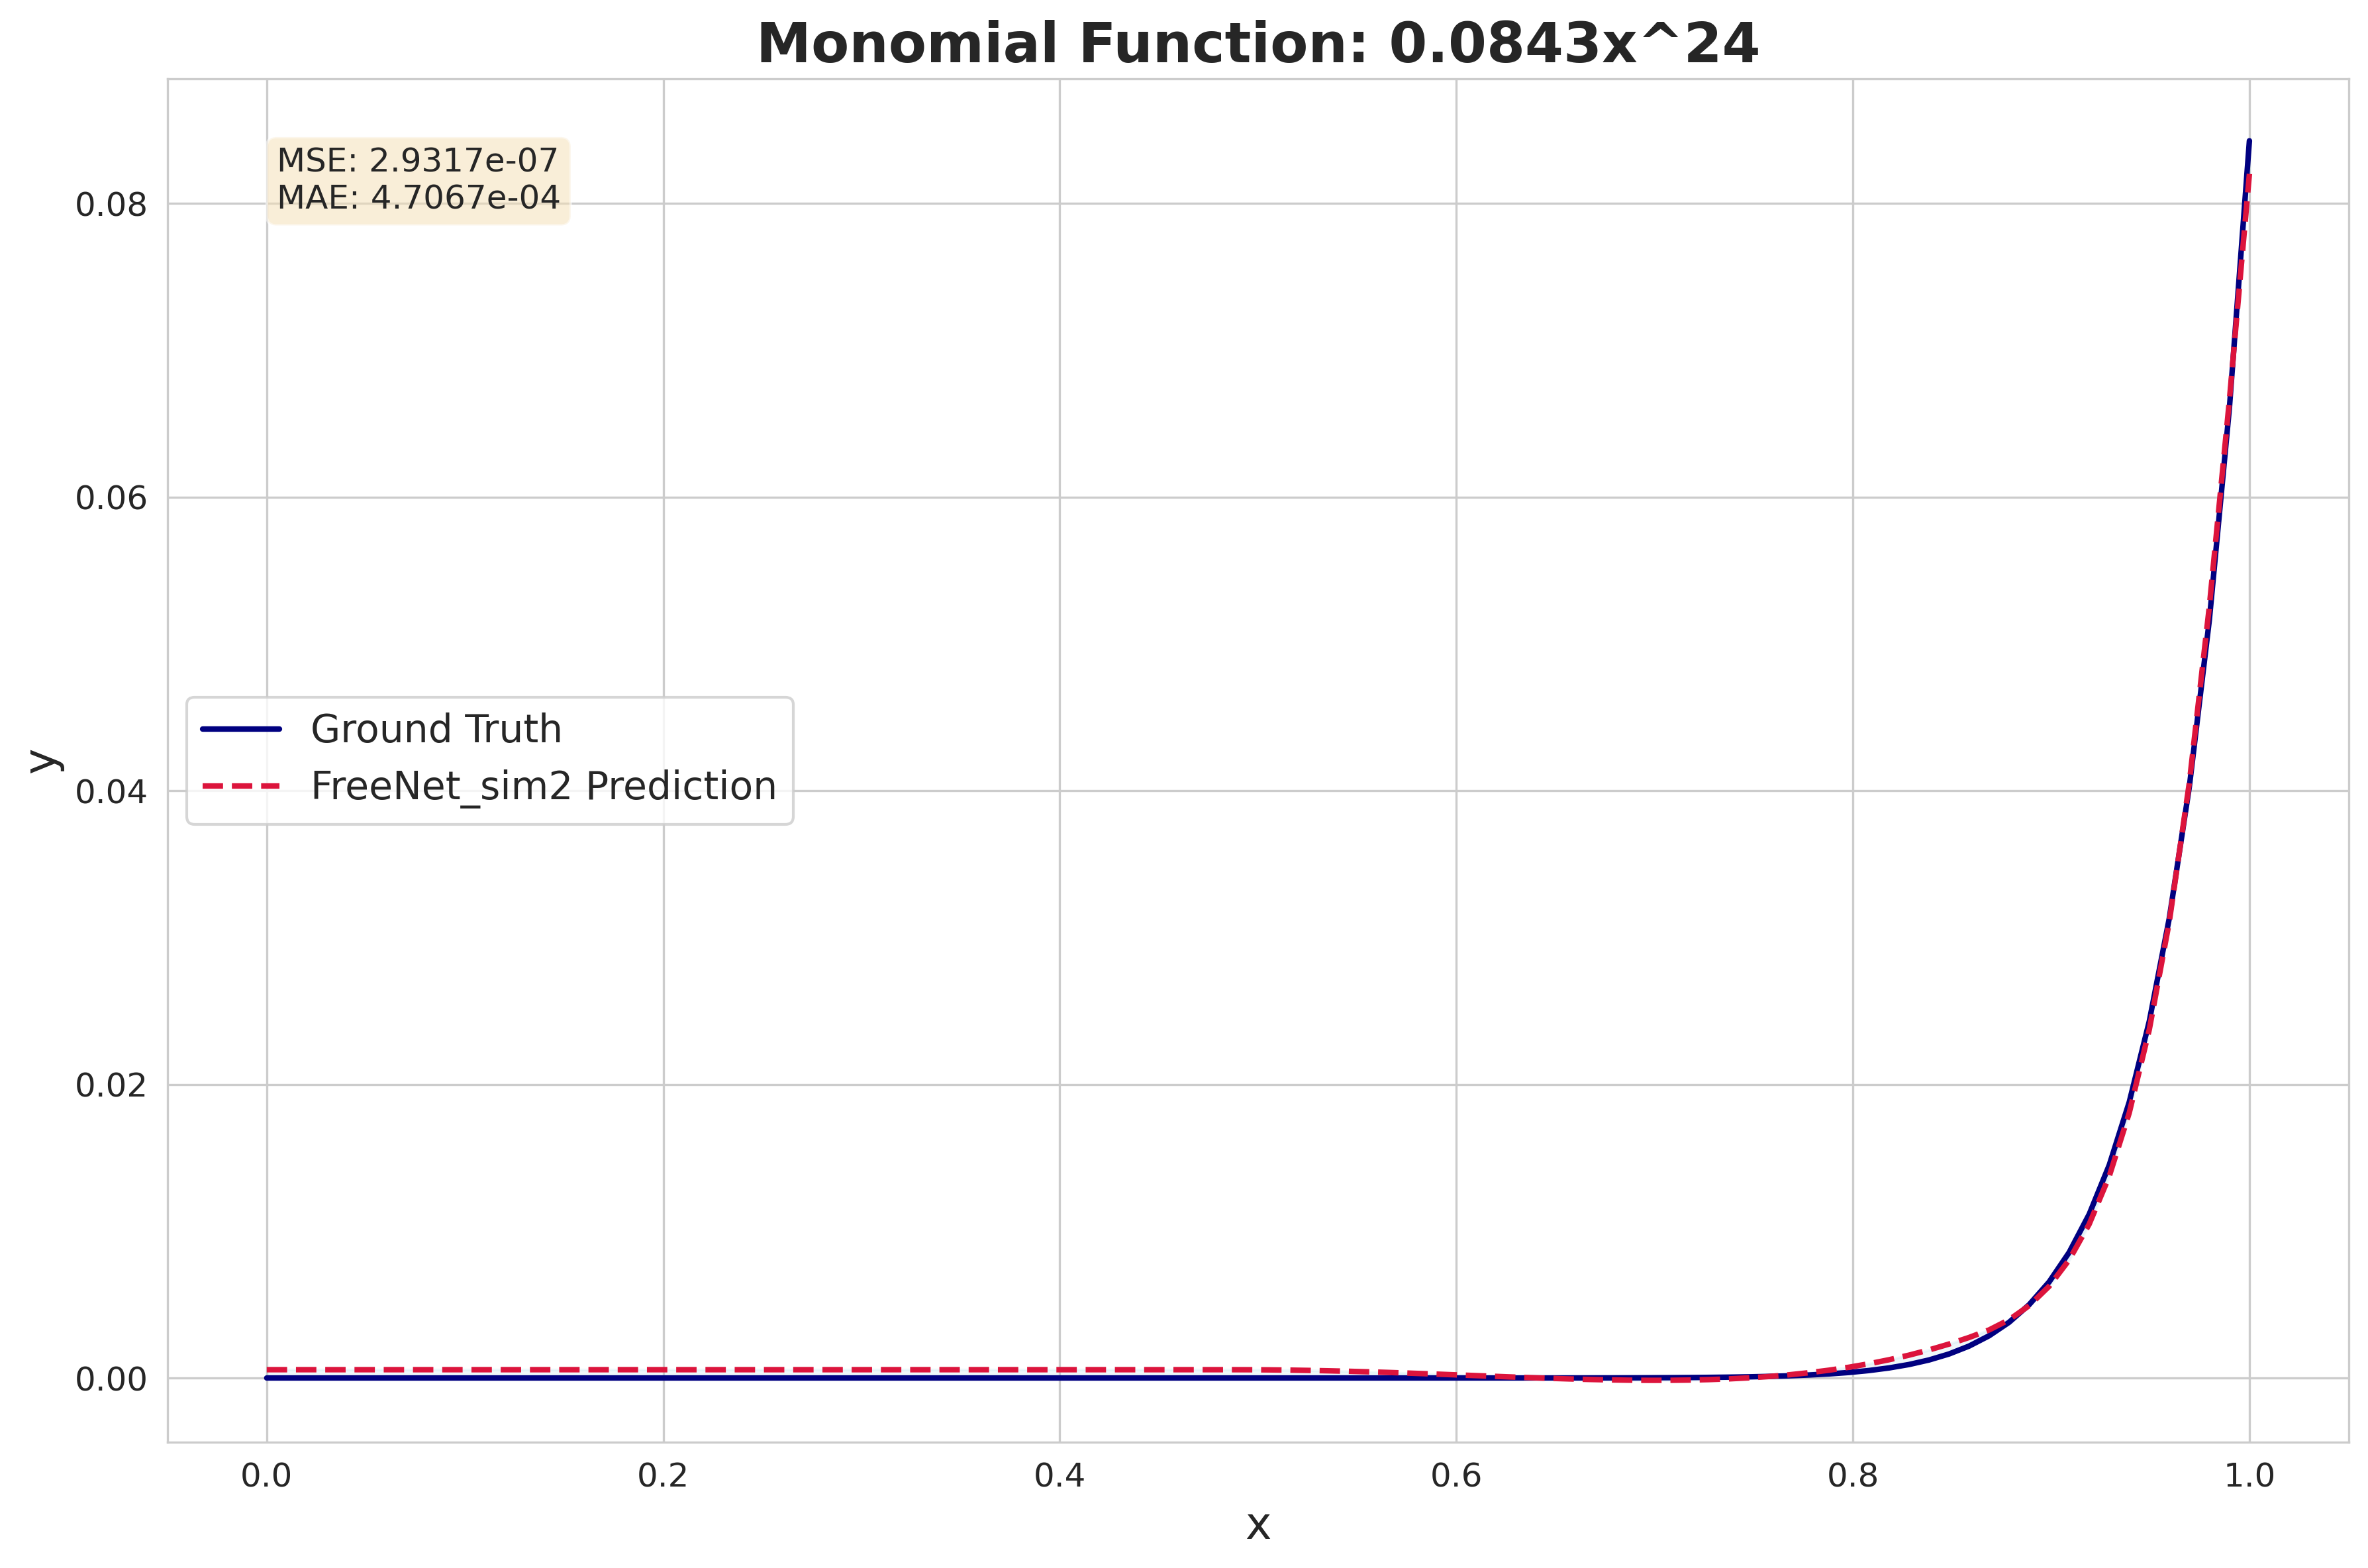 Monomial Function: 0.0843x^24
MSE: 2.9317e-07
MAE: 4.7067e-04
0.08
0.06
Ground Truth
FreeNet_sim2 Prediction
y
0.04
0.02
0.00
0.0 0.2 0.4 0.6 0.8 1.0
x